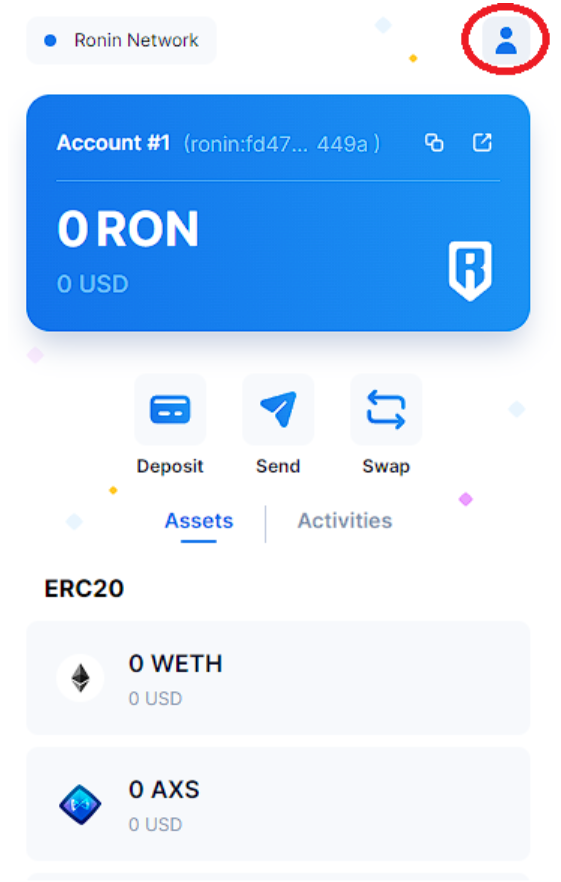 Ronin Network
Account #1 (ronin:fd47... 449a )
0 RON
0 USD
Deposit Send Swap
Assets Activities
ERC20
0 WETH
0 USD
0 AXS
0 USD